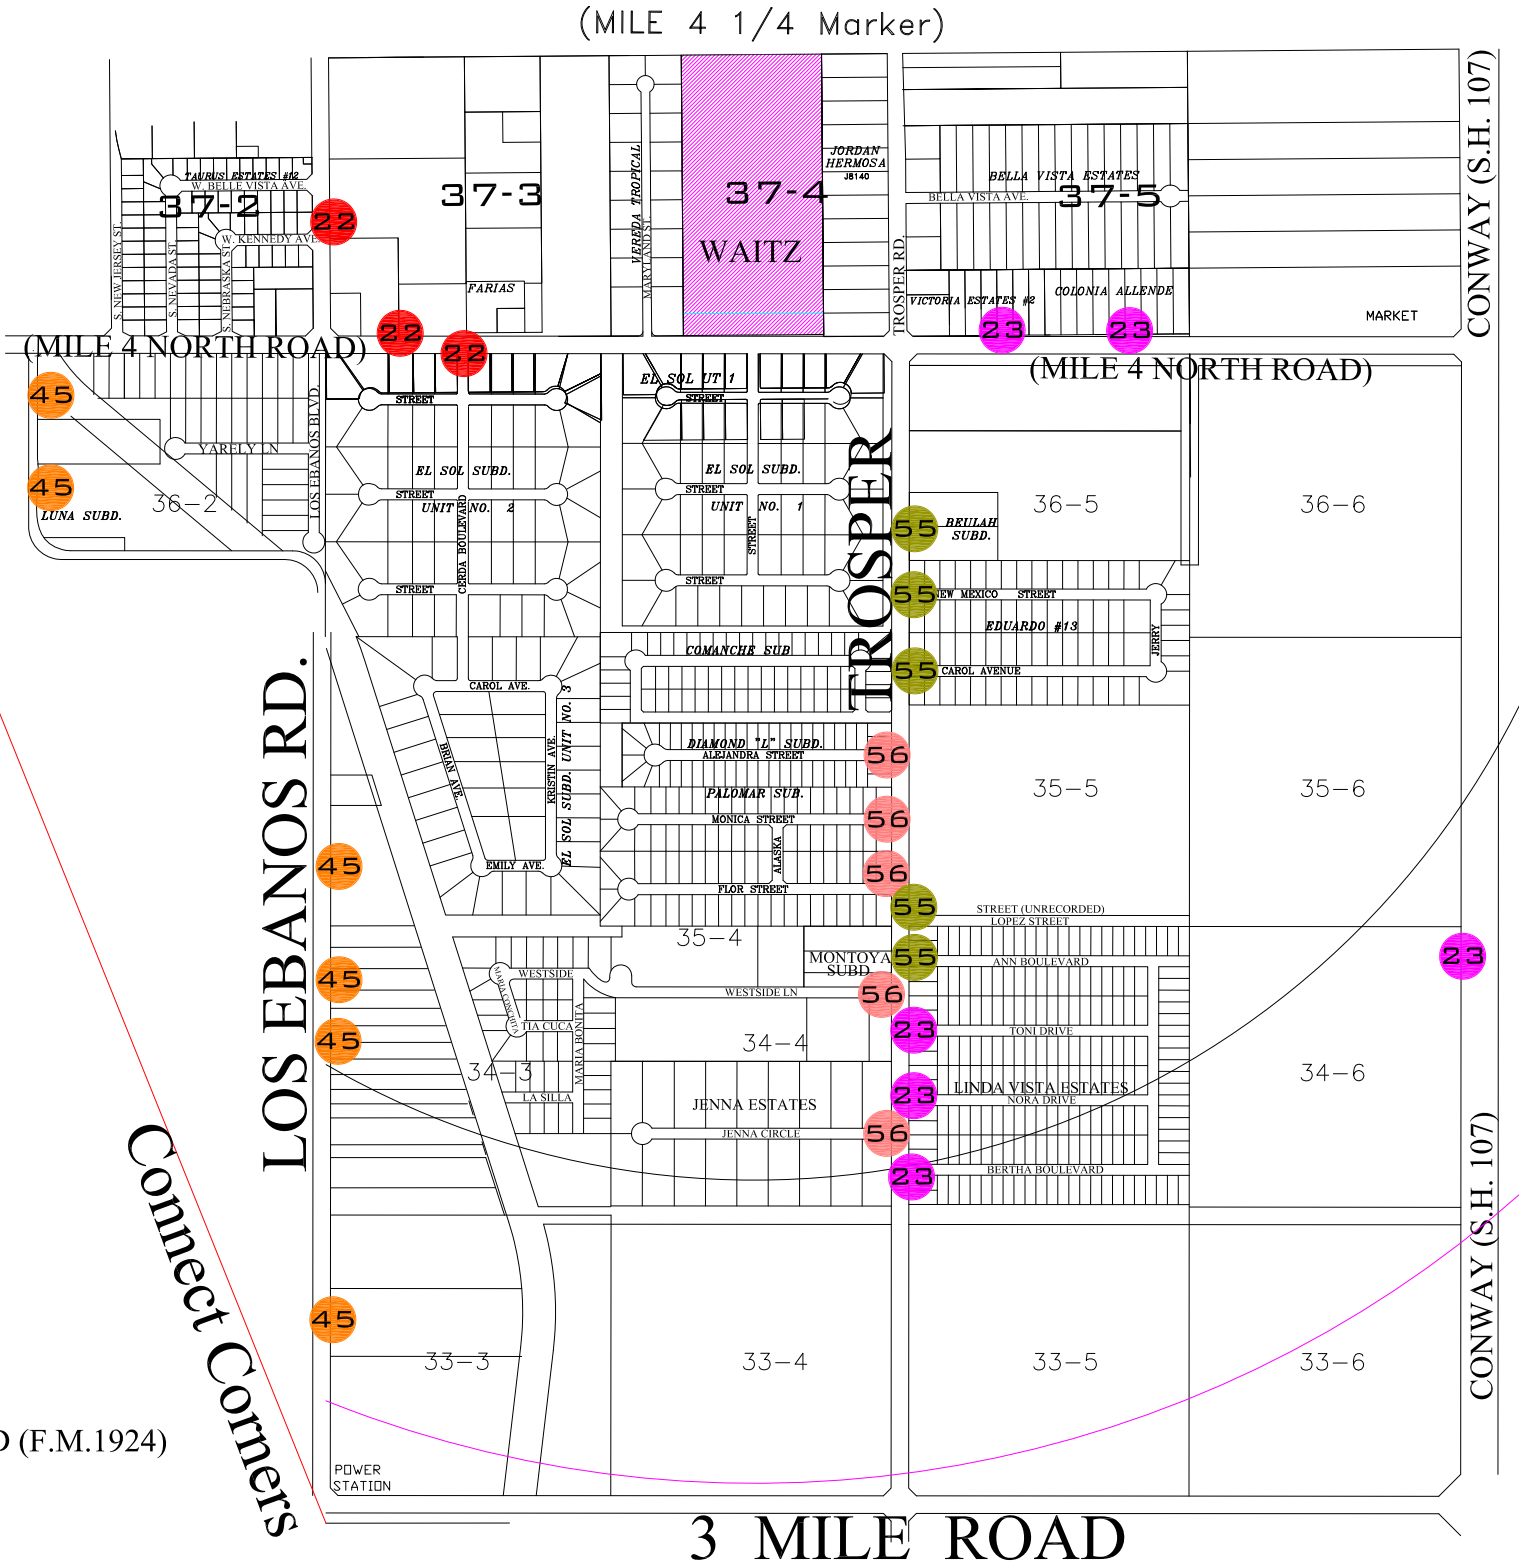 (MILE 4 1/4 Marker)
CONWAY (S.H. 107)
JORDAN
HERMOSA
J8140
BELLA VISTA ESTATES
37-5
BELLA VISTA AVE.
TAURUS ESTATES #12
W. BELLE VISTA AVE.
37-2
22
W. KENNEDY AVE.
37-3
VEREDA TROPICAL
MARYLAND ST.
37-4
WAITZ
S. NEW JERSEY ST.
S. NEVADA ST.
S. NEBRASKA ST.
FARIAS
TROSPER RD.
VICTORIA ESTATES #2
COLONIA ALLENDE
23
23
MARKET
22
22
(MILE 4 NORTH ROAD)
(MILE 4 NORTH ROAD)
45
YARELY LN
LOS EBANOS BLVD.
45
36-2
LUNA SUBD.
STREET
EL SOL SUBD.
STREET
UNIT NO. 2
CERDA BOULEVARD
STREET
EL SOL UT 1
STREET
EL SOL SUBD.
STREET
UNIT NO. 1
STREET
STREET
TROSPER
36-5
36-6
55
BEULAH
SUBD.
55
NEW MEXICO STREET
EDUARDO #13
JERRY
55
CAROL AVENUE
COMANCHE SUB
LOS EBANOS RD.
CAROL AVE.
BRIAN AVE.
KRISTIN AVE.
EL SOL SUBD. UNIT NO. 3
EMILY AVE.
DIAMOND "L" SUBD.
ALEJANDRA STREET
56
PALOMAR SUB.
MONICA STREET
56
ALASKA
56
FLOR STREET
35-5
35-6
45
55
STREET (UNRECORDED)
LOPEZ STREET
35-4
MONTOYA
SUBD.
55
ANN BOULEVARD
23
45
WESTSIDE
MARIA CONCHITA
WESTSIDE LN
56
TIA CUCA
MARIA BONITA
45
34-3
34-4
23
TONI DRIVE
34-6
LA SILLA
JENNA ESTATES
23
LINDA VISTA ESTATES
NORA DRIVE
JENNA CIRCLE
56
23
BERTHA BOULEVARD
Connect Corners
CONWAY (S.H. 107)
45
33-3
33-4
33-5
33-6
D (F.M.1924)
POWER
STATION
3 MILE ROAD